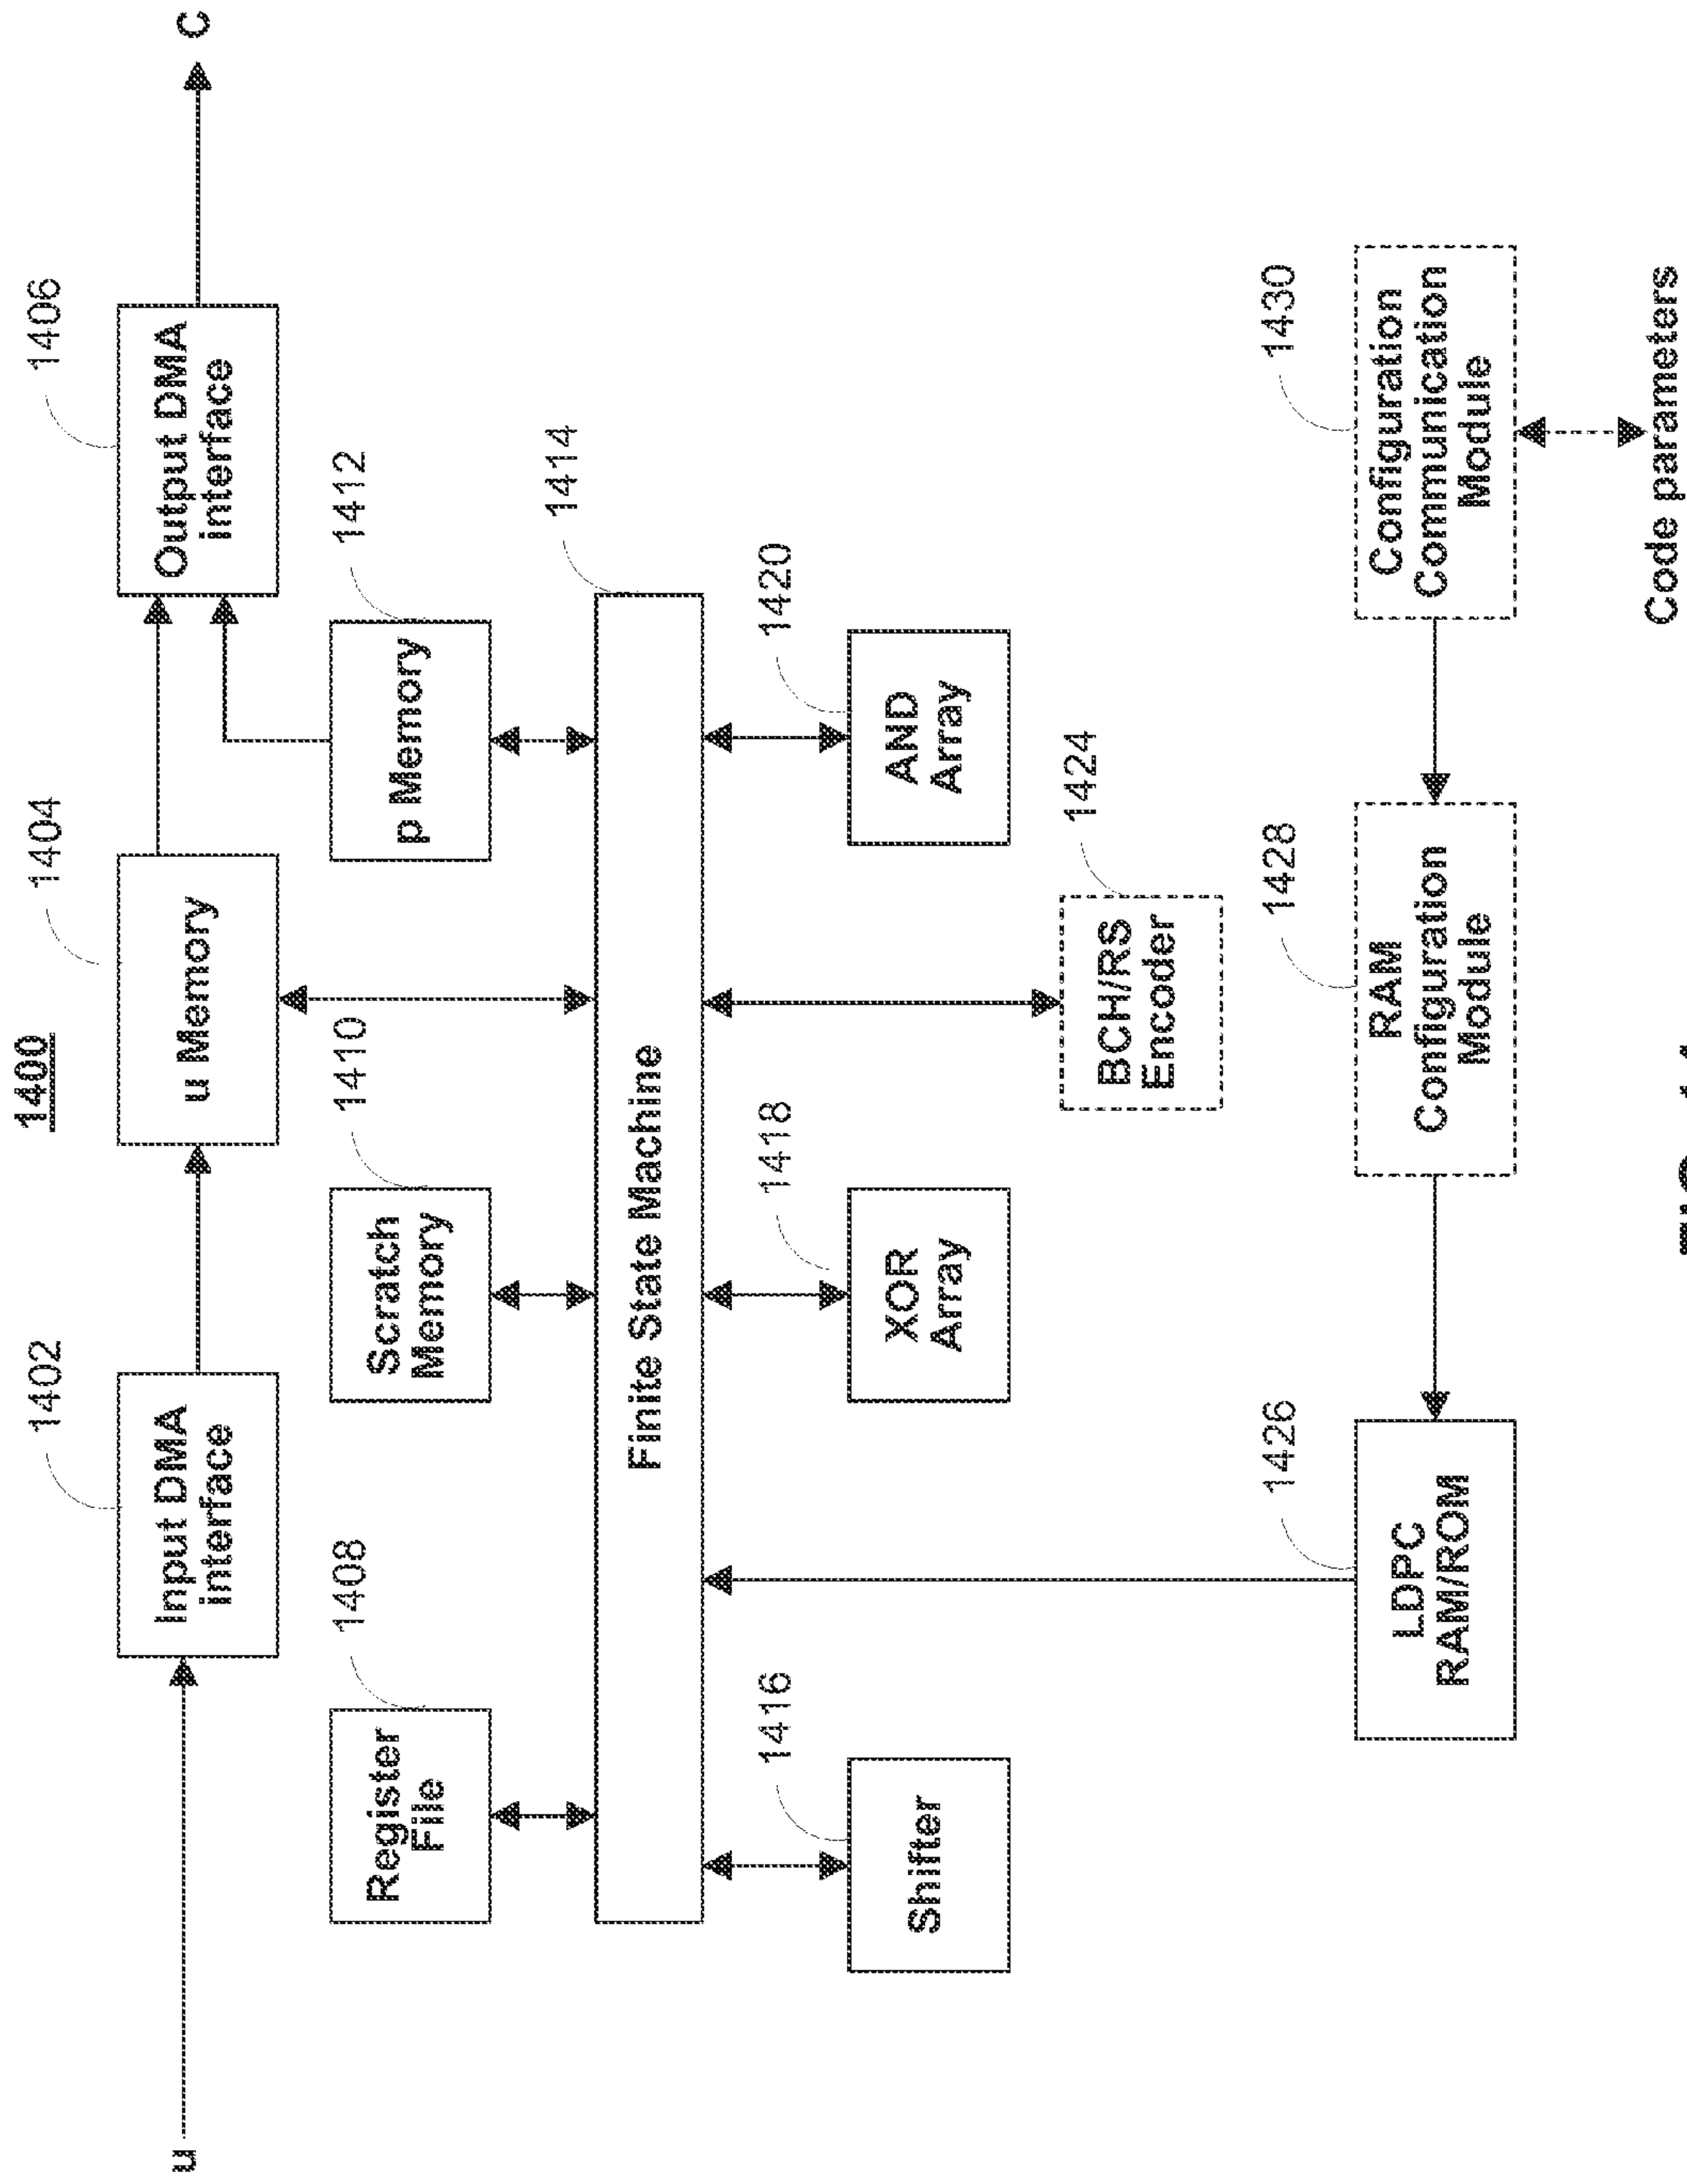 1400
1402
1404
1406
u
Input DMA
interface
u Memory
Output DMA
interface
C
1408
1410
1412
Register
File
Scratch
Memory
p Memory
1414
Finite State Machine
1416
1418
1420
Shifter
XOR
Array
AND
Array
1424
BCH/RS
Encoder
1426
1428
1430
LDPC
RAM/ROM
RAM
Configuration
Module
Configuration
Communication
Module
Code parameters